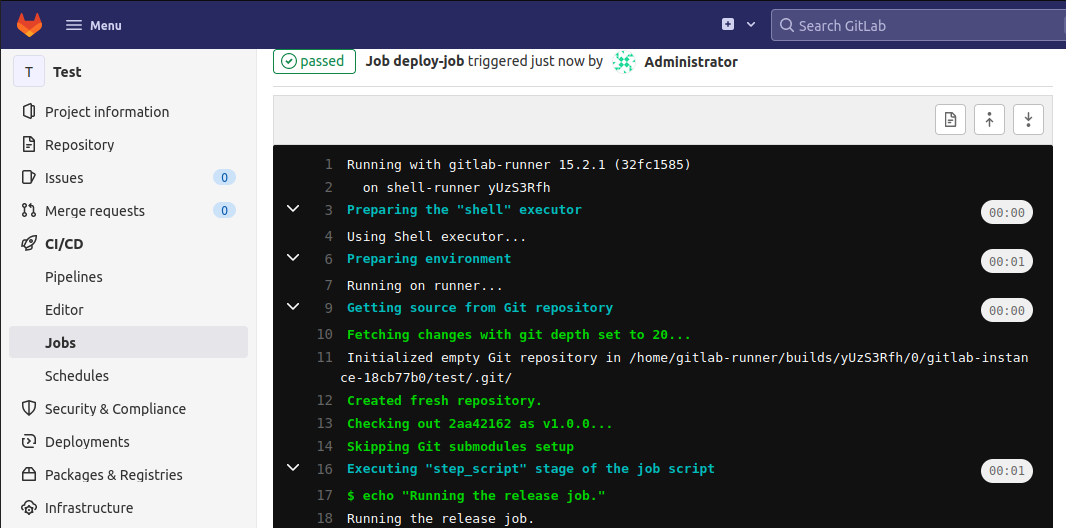 Menu
Search GitLab
T Test
Project information
Repository
Issues 0
Merge requests 0
CI/CD
Pipelines
Editor
Jobs
Schedules
Security & Compliance
Deployments
Packages & Registries
Infrastructure
passed Job deploy-job triggered just now by Administrator
1 Running with gitlab-runner 15.2.1 (32fc1585)
2 on shell-runner yUzS3Rfh
3 Preparing the "shell" executor 00:00
4 Using Shell executor...
6 Preparing environment 00:01
7 Running on runner...
9 Getting source from Git repository 00:00
10 Fetching changes with git depth set to 20...
11 Initialized empty Git repository in /home/gitlab-runner/builds/yUzS3Rfh/0/gitlab-instan
ce-18cb77b0/test/.git/
12 Created fresh repository.
13 Checking out 2aa42162 as v1.0.0...
14 Skipping Git submodules setup
16 Executing "step_script" stage of the job script 00:01
17 $ echo "Running the release job."
18 Running the release job.